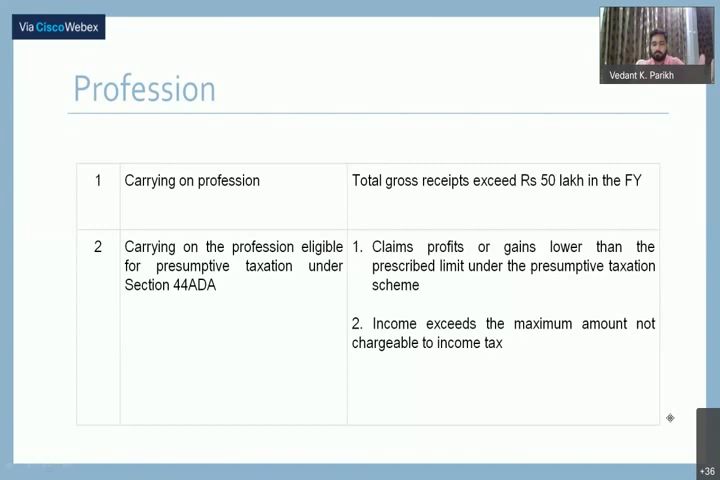 Via Cisco Webex
Vedant K. Parikh
Profession
1 Carrying on profession Total gross receipts exceed Rs 50 lakh in the FY
2 Carrying on the profession eligible
for presumptive taxation under
Section 44ADA
1. Claims profits or gains lower than the
prescribed limit under the presumptive taxation
scheme
2. Income exceeds the maximum amount not
chargeable to income tax
+36